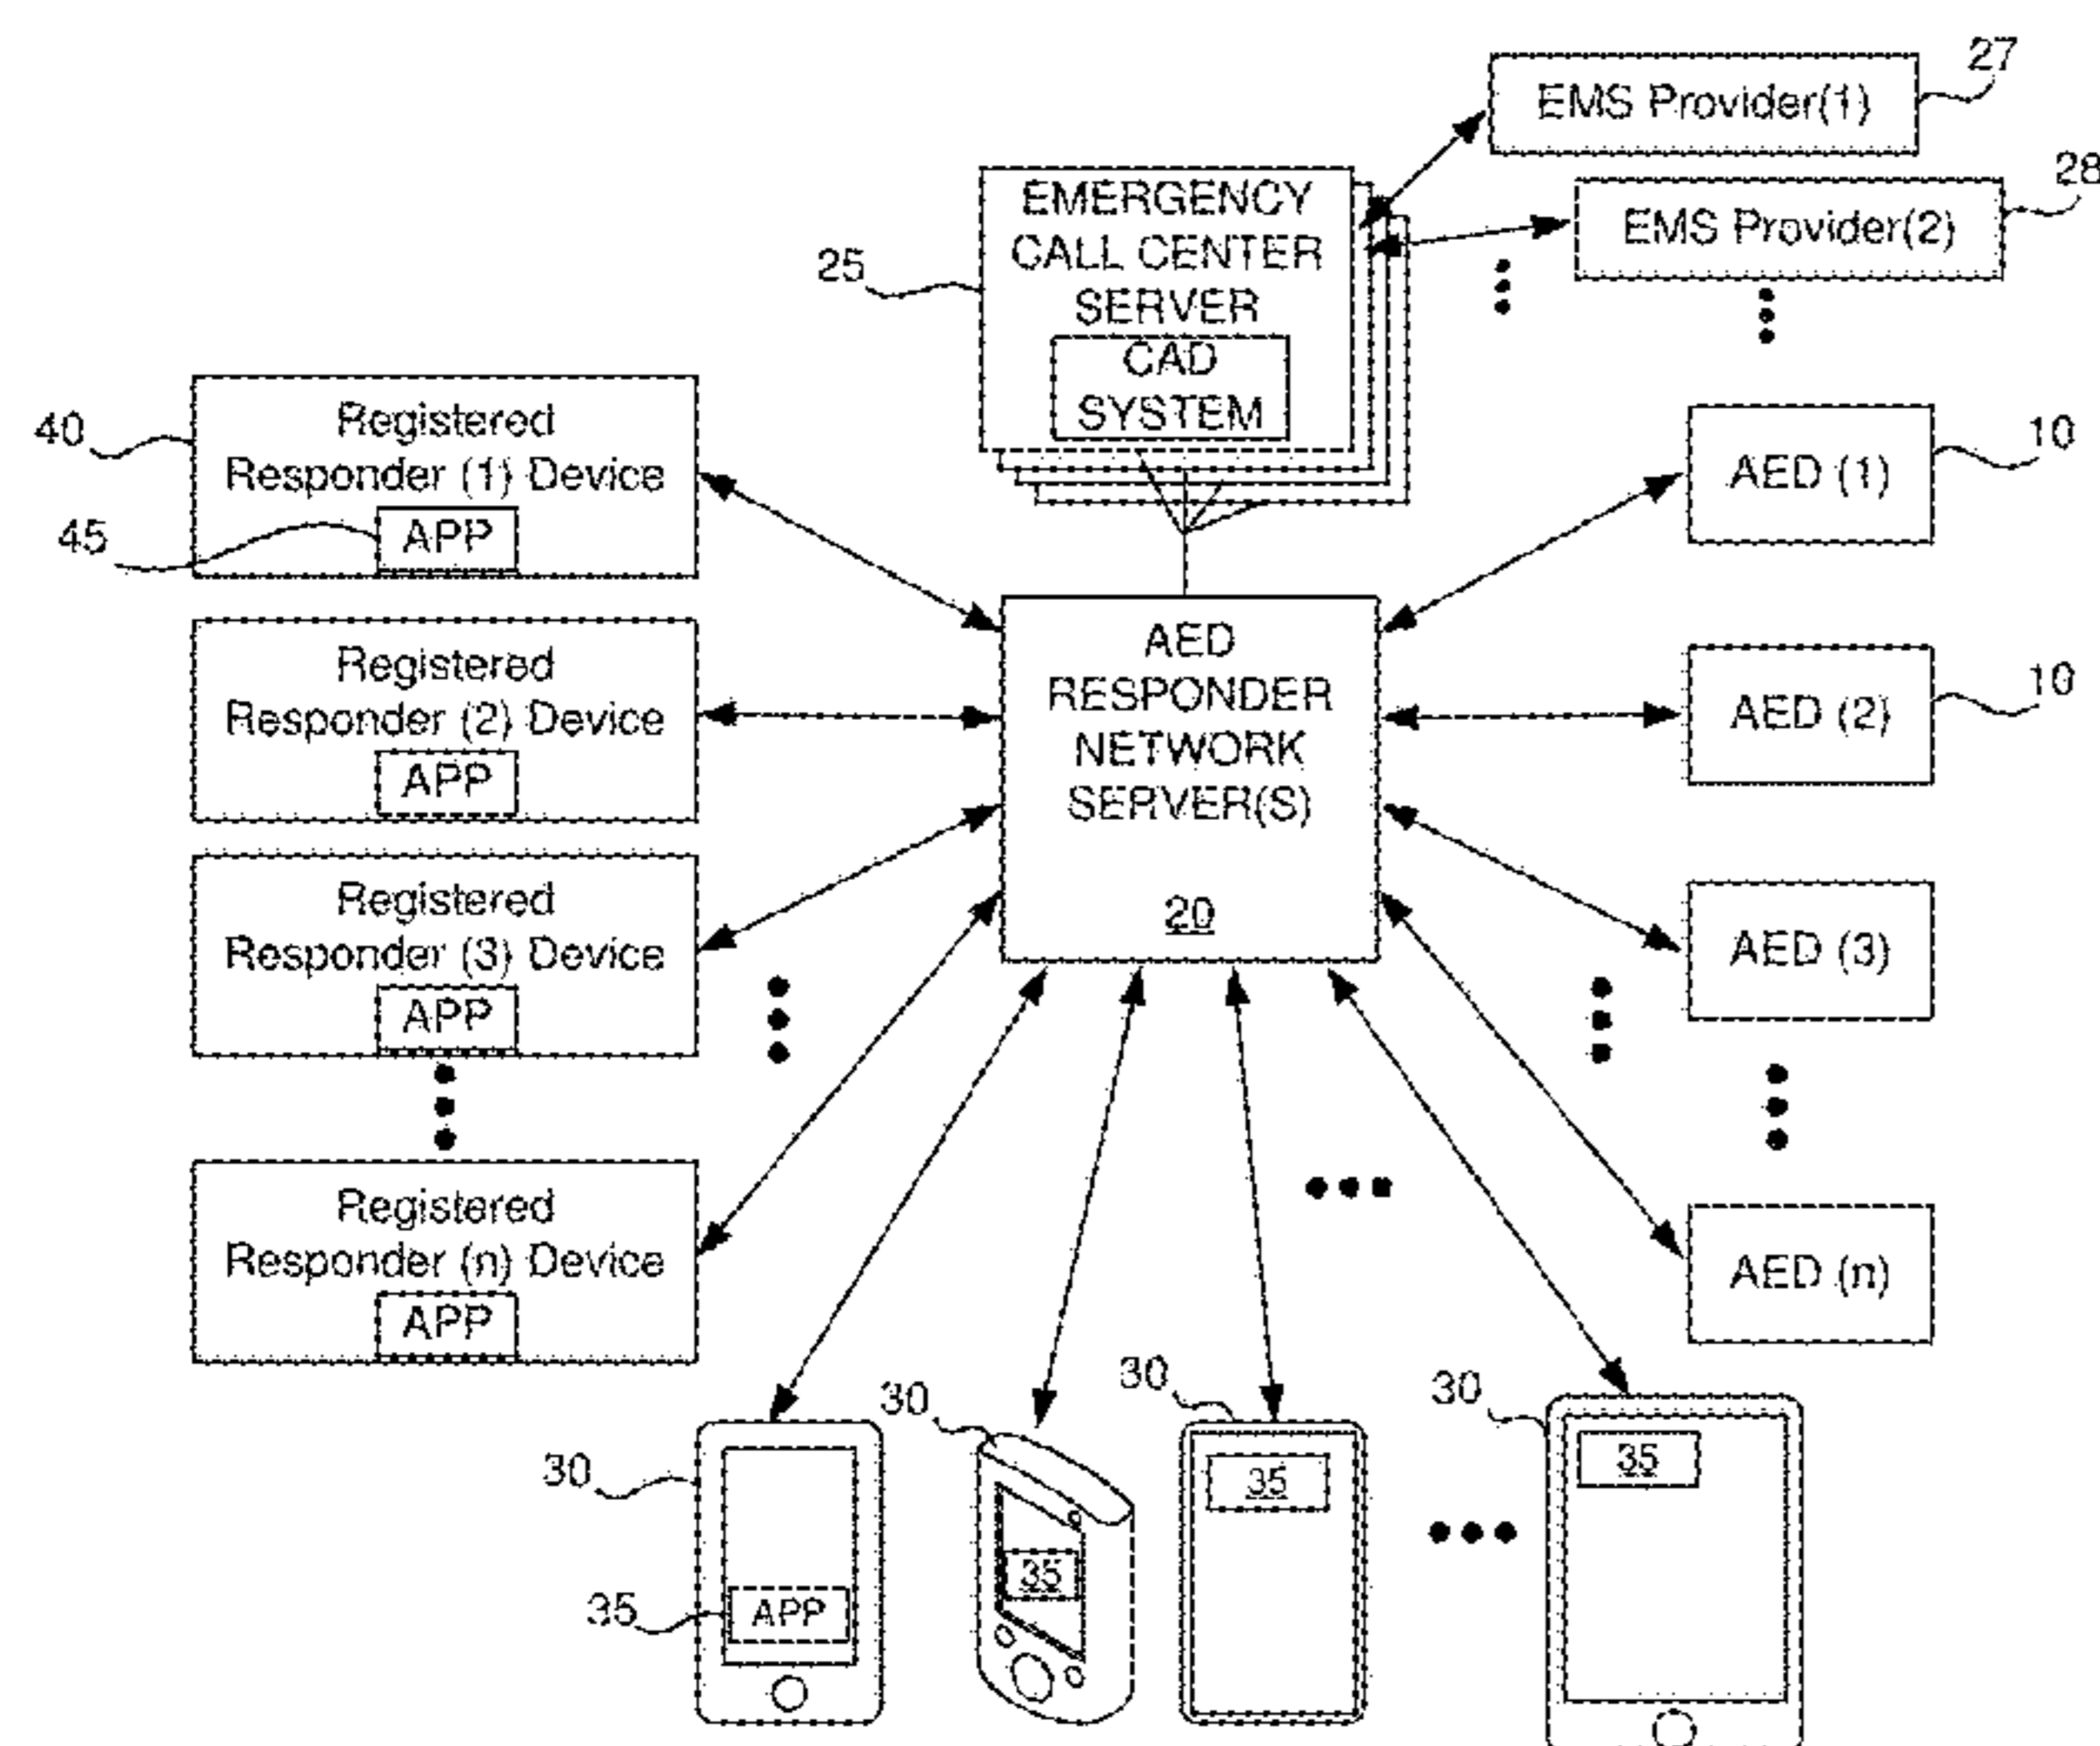 27
EMS Provider(1)
28
EMS Provider(2)
EMERGENCY
CALL CENTER
SERVER
25
CAD
SYSTEM
40
Registered
Responder (1) Device
45
APP
10
AED (1)
Registered
Responder (2) Device
APP
AED
RESPONDER
NETWORK
SERVER(S)
20
10
AED (2)
Registered
Responder (3) Device
APP
AED (3)
Registered
Responder (n) Device
APP
AED (n)
30
35
APP
30
35
30
35
30
35